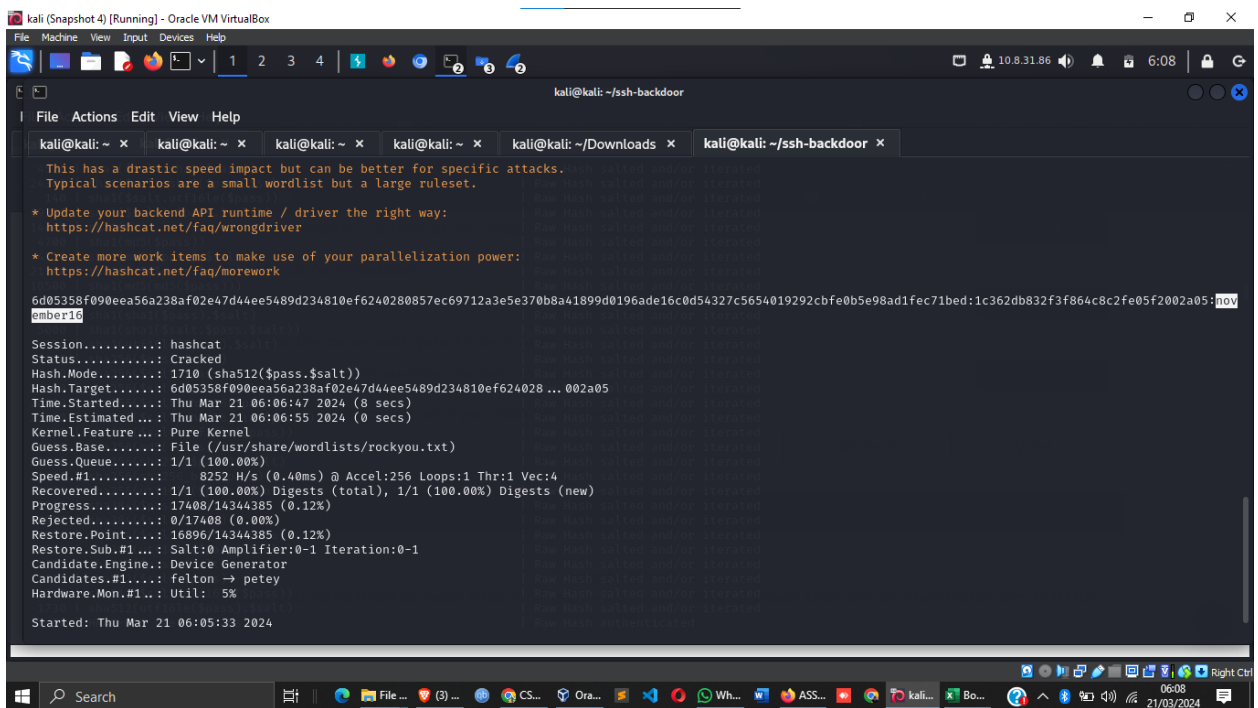 kali (Snapshot 4) [Running] - Oracle VM VirtualBox
File Machine View Input Devices Help
1 2 3 4 10.8.31.86 6:08
kali@kali: ~/ssh-backdoor
File Actions Edit View Help
kali@kali: ~ × kali@kali: ~ × kali@kali: ~ × kali@kali: ~ × kali@kali: ~/Downloads × kali@kali: ~/ssh-backdoor ×
This has a drastic speed impact but can be better for specific attacks.
Typical scenarios are a small wordlist but a large ruleset.
* Update your backend API runtime / driver the right way:
https://hashcat.net/faq/wrongdriver
* Create more work items to make use of your parallelization power:
https://hashcat.net/faq/morework
6d05358f090eea56a238af02e47d44ee5489d234810ef6240280857ec69712a3e5e370b8a41899d0196ade16c0d54327c5654019292cbfe0b5e98ad1fec71bed:1c362db832f3f864c8c2fe05f2002a05:nov
ember16
Session..........: hashcat
Status...........: Cracked
Hash.Mode........: 1710 (sha512($pass.$salt))
Hash.Target......: 6d05358f090eea56a238af02e47d44ee5489d234810ef624028...002a05
Time.Started.....: Thu Mar 21 06:06:47 2024 (8 secs)
Time.Estimated...: Thu Mar 21 06:06:55 2024 (0 secs)
Kernel.Feature...: Pure Kernel
Guess.Base.......: File (/usr/share/wordlists/rockyou.txt)
Guess.Queue......: 1/1 (100.00%)
Speed.#1.........: 8252 H/s (0.40ms) @ Accel:256 Loops:1 Thr:1 Vec:4
Recovered........: 1/1 (100.00%) Digests (total), 1/1 (100.00%) Digests (new)
Progress.........: 17408/14344385 (0.12%)
Rejected.........: 0/17408 (0.00%)
Restore.Point....: 16896/14344385 (0.12%)
Restore.Sub.#1...: Salt:0 Amplifier:0-1 Iteration:0-1
Candidate.Engine.: Device Generator
Candidates.#1....: felton → petey
Hardware.Mon.#1..: Util: 5%
Started: Thu Mar 21 06:05:33 2024
Right Ctrl
Search File ... (3) ... CS... Ora... Wh... ASS... kali... Bo... 06:08
21/03/2024